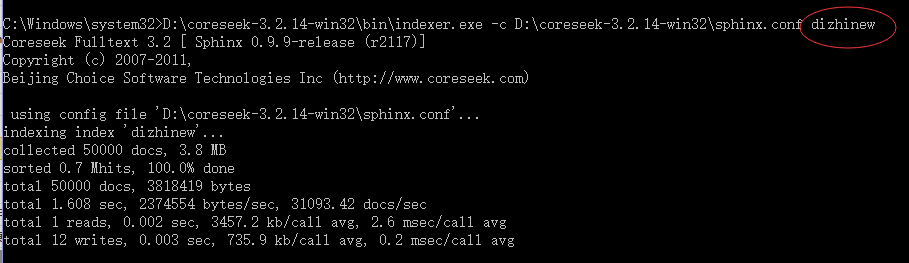 C:\Windows\system32>D:\coreseek-3.2.14-win32\bin\indexer.exe -c D:\coreseek-3.2.14-win32\sphinx.conf dizhinew
Coreseek Fulltext 3.2 [ Sphinx 0.9.9-release (r2117)]
Copyright (c) 2007-2011,
Beijing Choice Software Technologies Inc (http://www.coreseek.com)
using config file 'D:\coreseek-3.2.14-win32\sphinx.conf'...
indexing index 'dizhinew'...
collected 50000 docs, 3.8 MB
sorted 0.7 Mhits, 100.0% done
total 50000 docs, 3818419 bytes
total 1.608 sec, 2374554 bytes/sec, 31093.42 docs/sec
total 1 reads, 0.002 sec, 3457.2 kb/call avg, 2.6 msec/call avg
total 12 writes, 0.003 sec, 735.9 kb/call avg, 0.2 msec/call avg